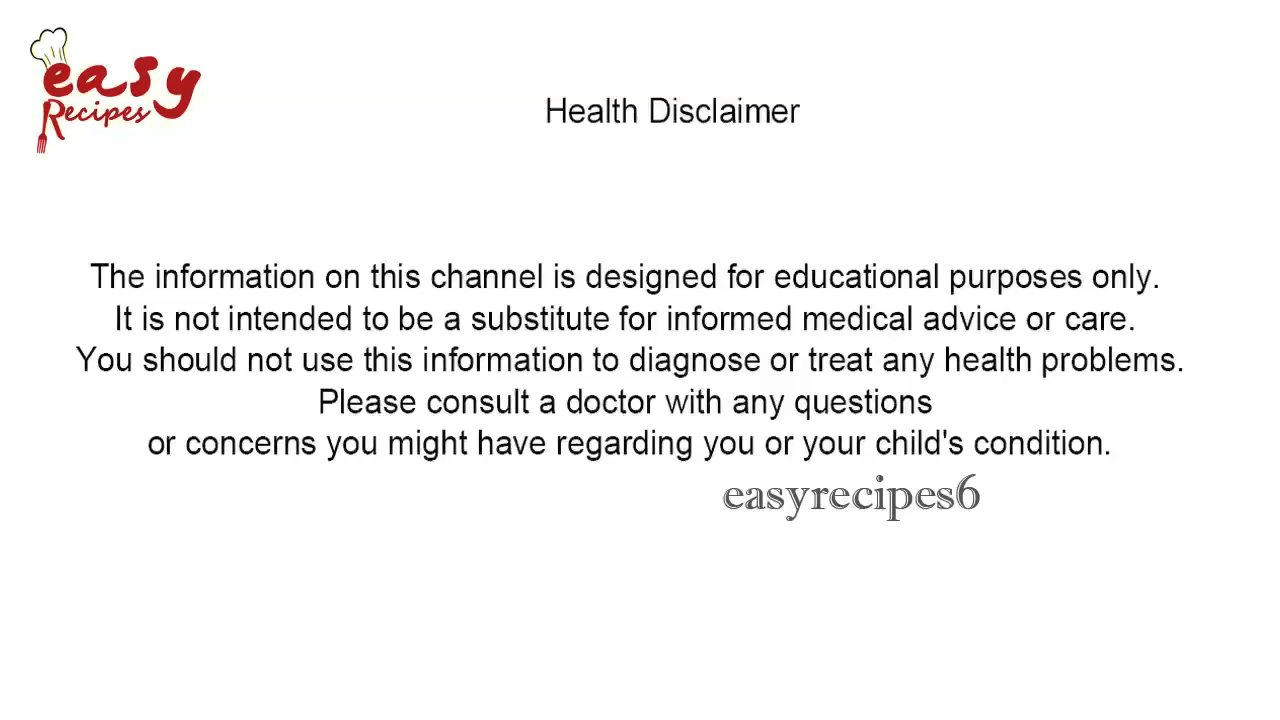 easy
Recipes
Health Disclaimer
The information on this channel is designed for educational purposes only.
It is not intended to be a substitute for informed medical advice or care.
You should not use this information to diagnose or treat any health problems.
Please consult a doctor with any questions
or concerns you might have regarding you or your child's condition.
easyrecipes6